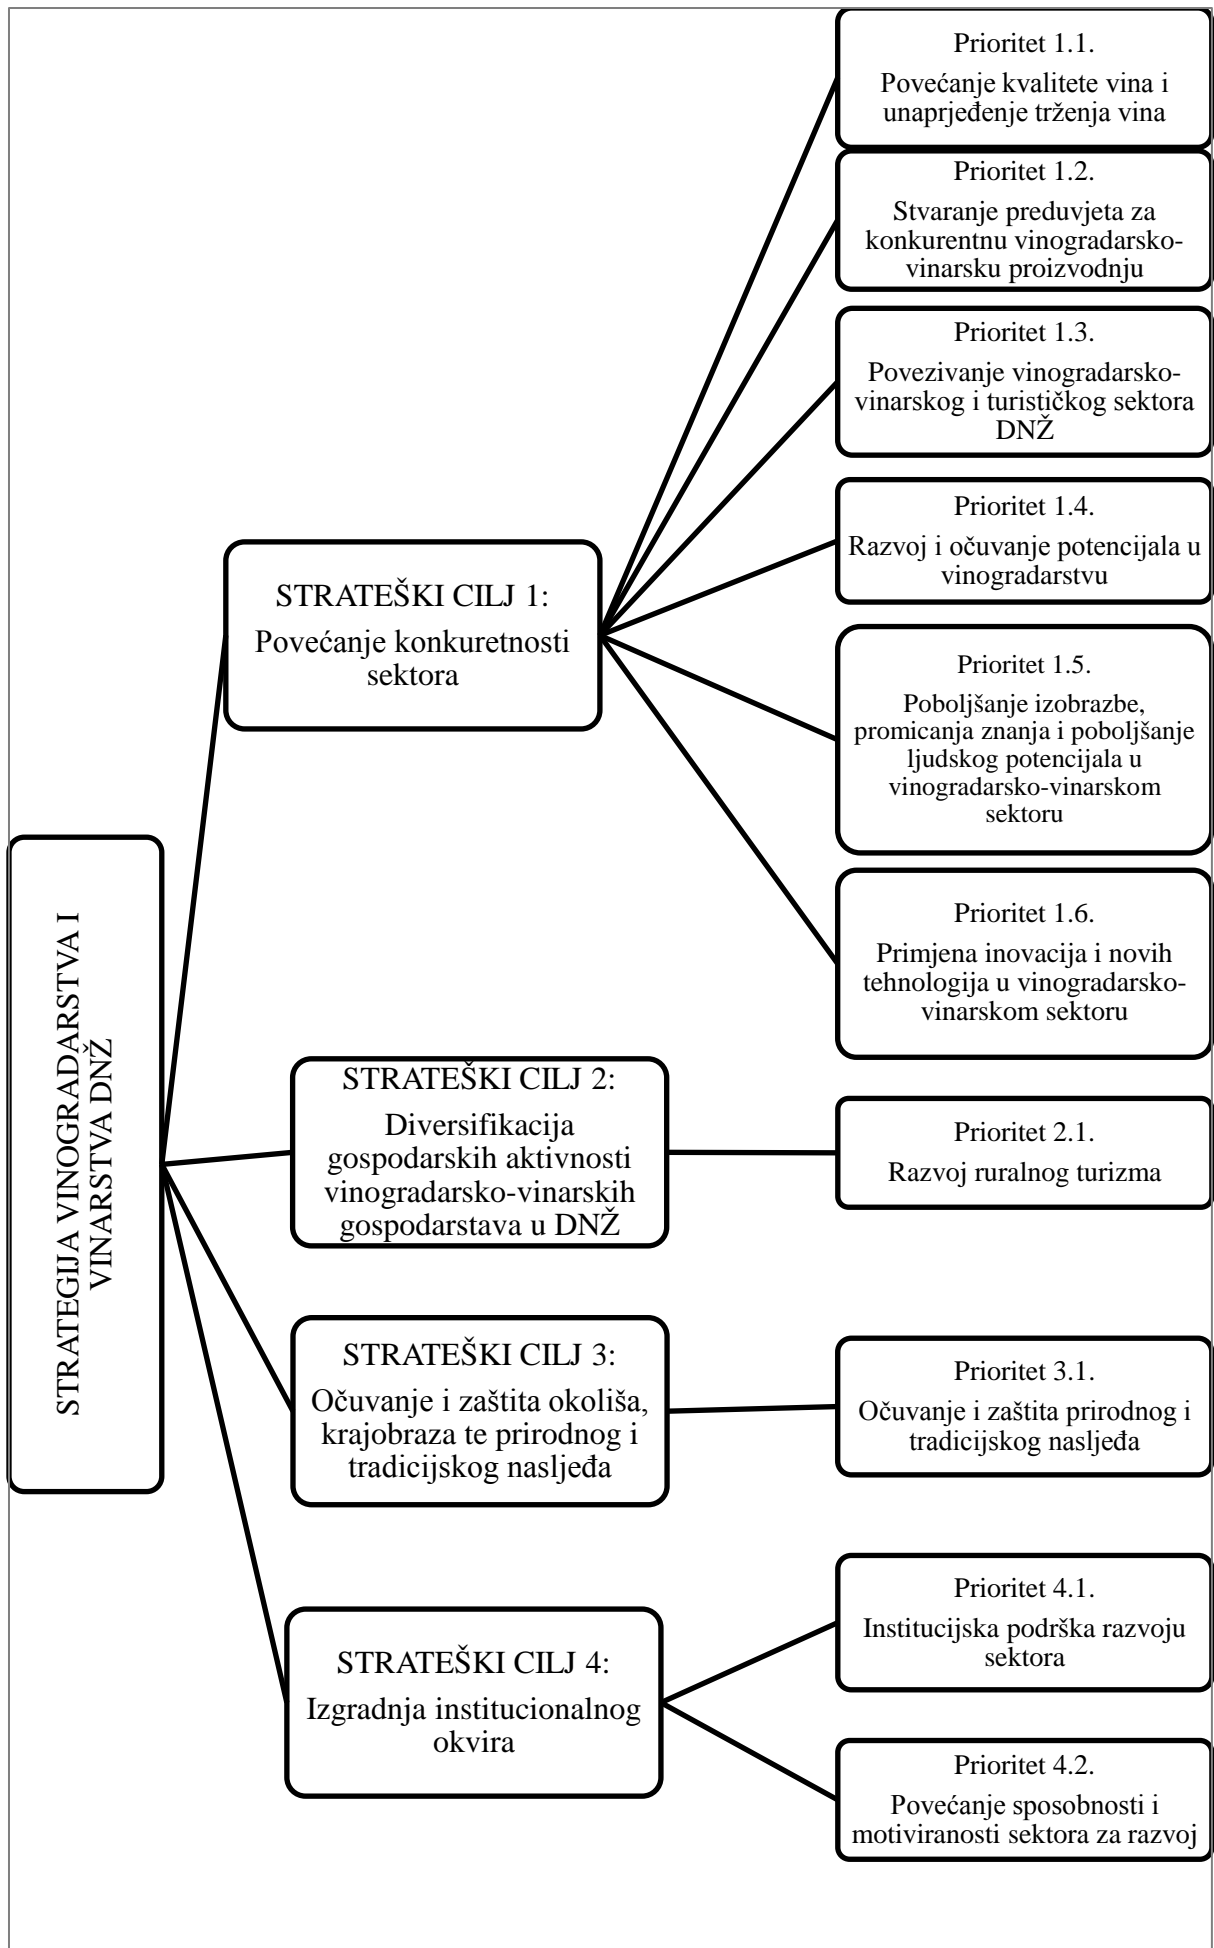 STRATEGIJA VINOGRADARSTVA I
VINARSTVA DNŽ
STRATEŠKI CILJ 1:
Povećanje konkuretnosti
sektora
Prioritet 1.1.
Povećanje kvalitete vina i
unaprjeđenje trženja vina
Prioritet 1.2.
Stvaranje preduvjeta za
konkurentnu vinogradarsko-
vinarsku proizvodnju
Prioritet 1.3.
Povezivanje vinogradarsko-
vinarskog i turističkog sektora
DNŽ
Prioritet 1.4.
Razvoj i očuvanje potencijala u
vinogradarstvu
Prioritet 1.5.
Poboljšanje izobrazbe,
promicanja znanja i poboljšanje
ljudskog potencijala u
vinogradarsko-vinarskom
sektoru
Prioritet 1.6.
Primjena inovacija i novih
tehnologija u vinogradarsko-
vinarskom sektoru
STRATEŠKI CILJ 2:
Diversifikacija
gospodarskih aktivnosti
vinogradarsko-vinarskih
gospodarstava u DNŽ
Prioritet 2.1.
Razvoj ruralnog turizma
STRATEŠKI CILJ 3:
Očuvanje i zaštita okoliša,
krajobraza te prirodnog i
tradicijskog nasljeđa
Prioritet 3.1.
Očuvanje i zaštita prirodnog i
tradicijskog nasljeđa
STRATEŠKI CILJ 4:
Izgradnja institucionalnog
okvira
Prioritet 4.1.
Institucijska podrška razvoju
sektora
Prioritet 4.2.
Povećanje sposobnosti i
motiviranosti sektora za razvoj